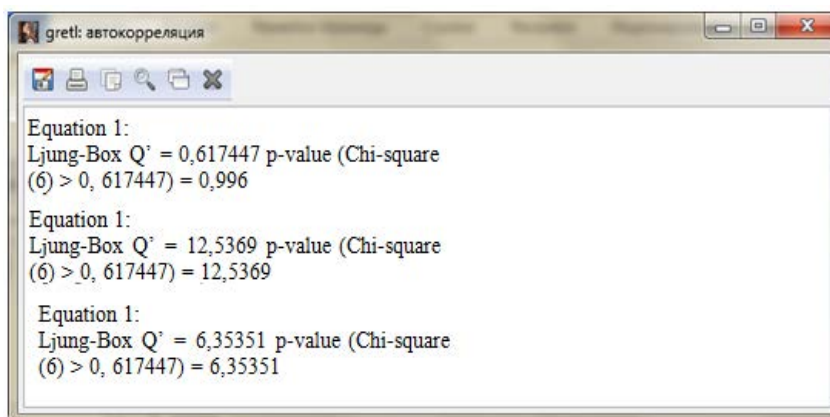 gretl: автокорреляция
Equation 1:
Ljung-Box Q’ = 0,617447 p-value (Chi-square
(6) > 0, 617447) = 0,996
Equation 1:
Ljung-Box Q’ = 12,5369 p-value (Chi-square
(6) > 0, 617447) = 12,5369
Equation 1:
Ljung-Box Q’ = 6,35351 p-value (Chi-square
(6) > 0, 617447) = 6,35351